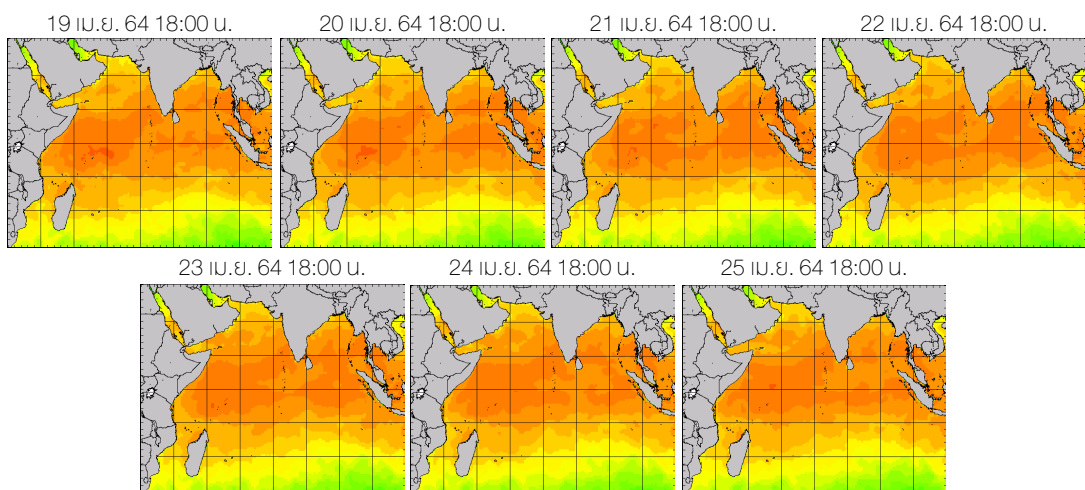 19 เม.ย. 64 18:00 น.
20 เม.ย. 64 18:00 น.
21 เม.ย. 64 18:00 น.
22 เม.ย. 64 18:00 น.
23 เม.ย. 64 18:00 น.
24 เม.ย. 64 18:00 น.
25 เม.ย. 64 18:00 น.